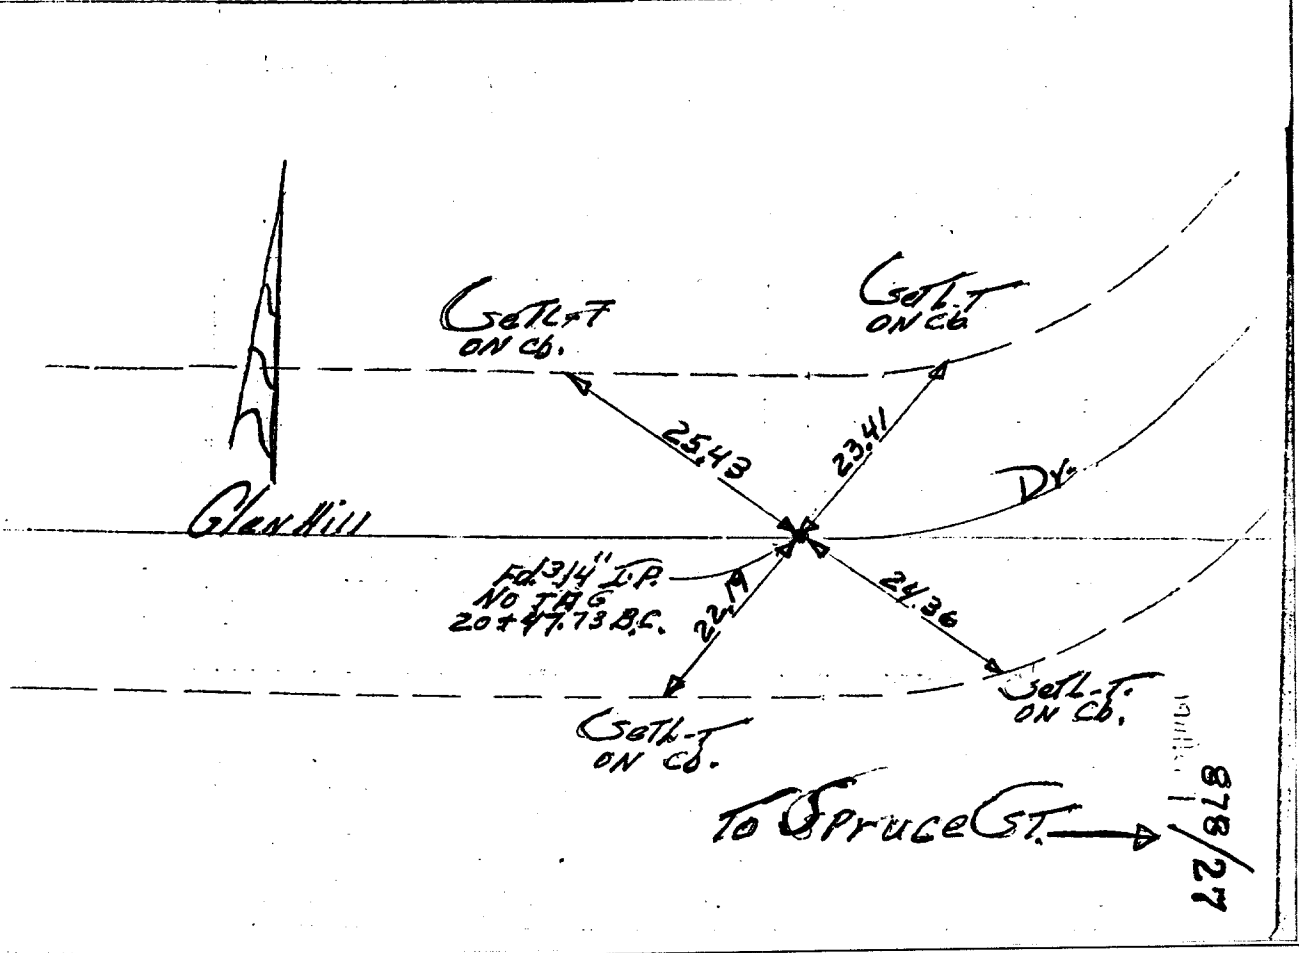 Set L-T
ON Cb.
Set L-T
ON Cb.
25.43
23.41
Glen Hill
Dr.
Fd. 3/4" I.P.
NO TAG
20+47.73 B.C.
22.19
24.36
Set L-T
ON Cb.
Set L-T.
ON Cb.
To Spruce ST.
878/27